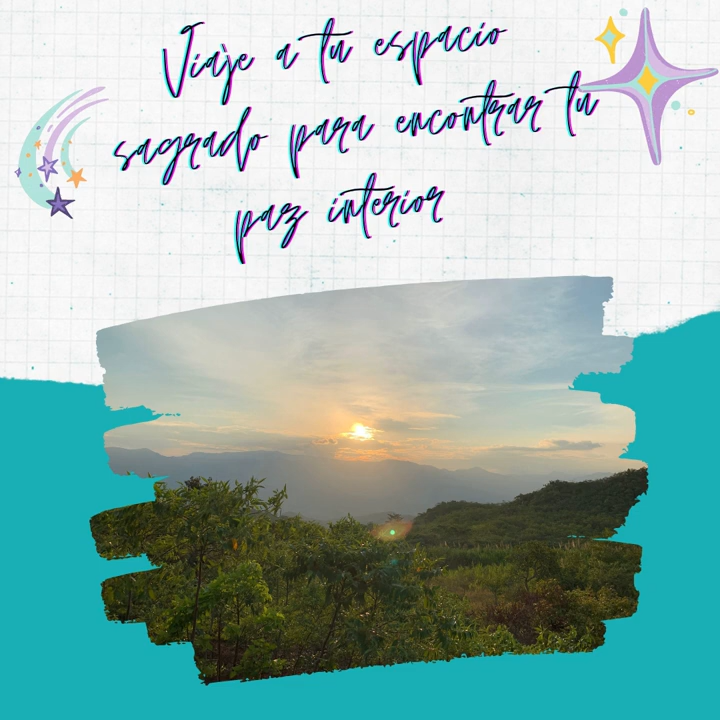 Viaje a tu espacio
sagrado para encontrar tu
paz interior